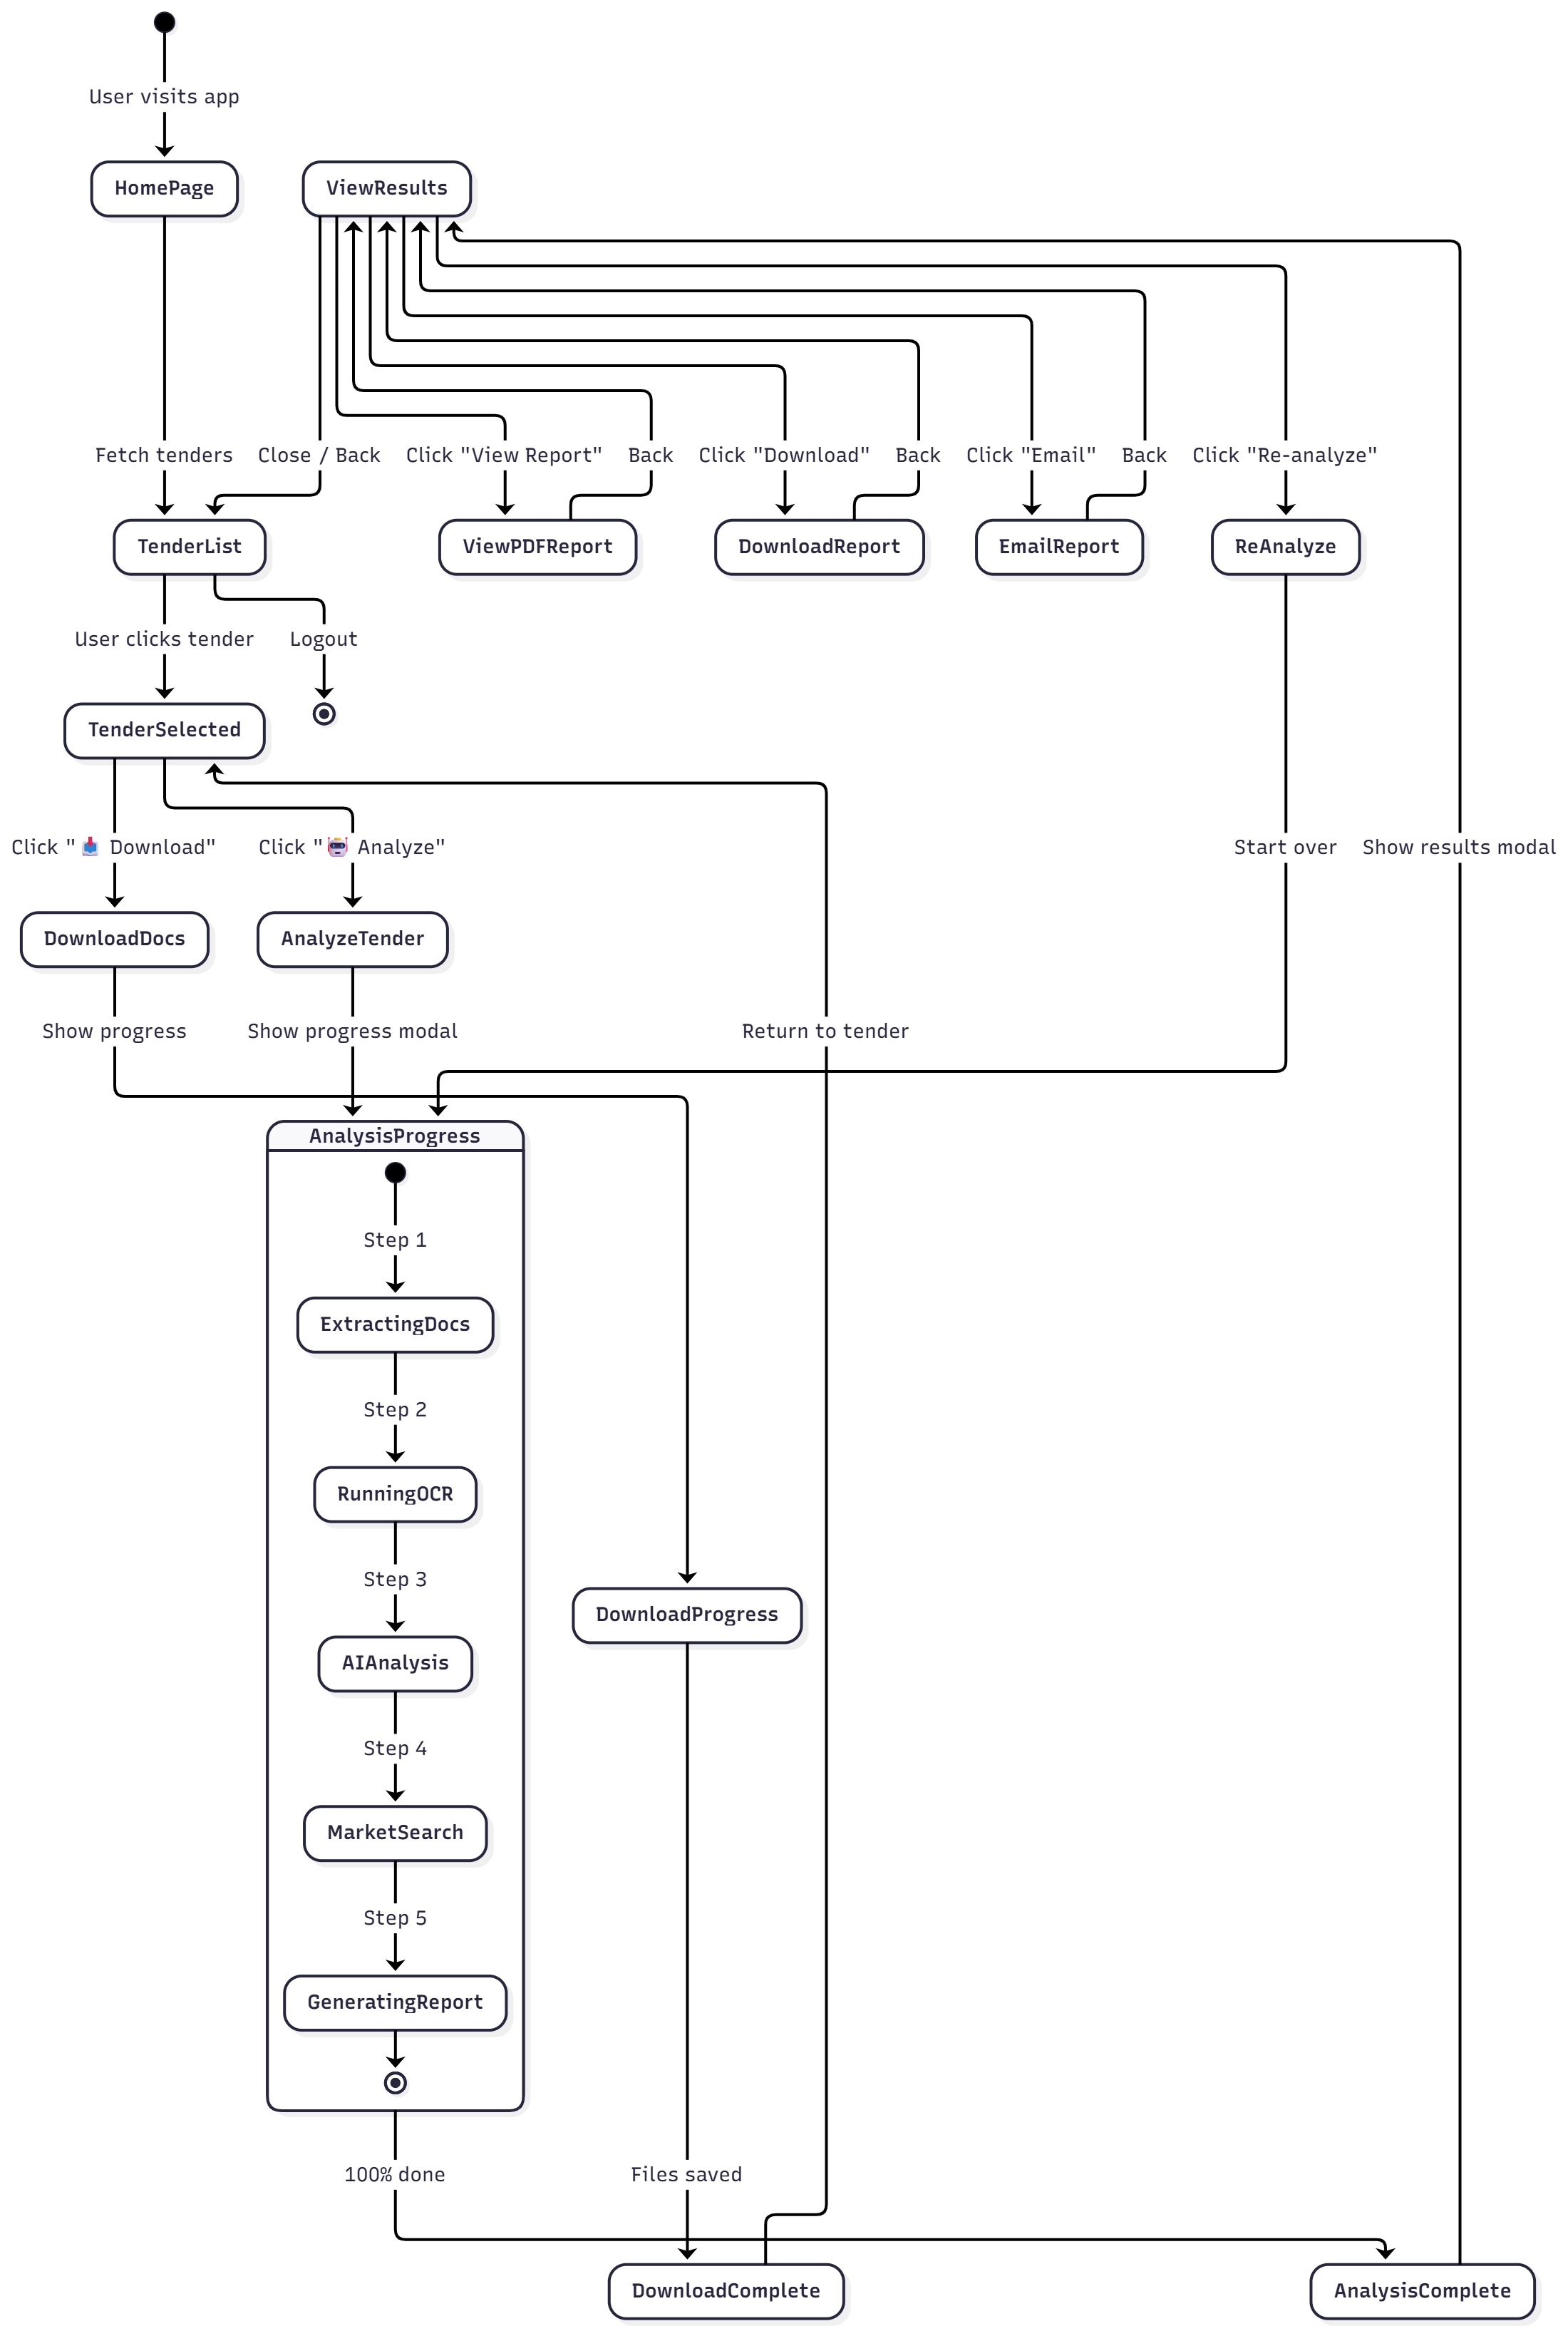 User visits app
HomePage
ViewResults
Fetch tenders
Close / Back
Click "View Report"
Back
Click "Download"
Back
Click "Email"
Back
Click "Re-analyze"
TenderList
ViewPDFReport
DownloadReport
EmailReport
ReAnalyze
User clicks tender
Logout
TenderSelected
Click "📥 Download"
Click "🤖 Analyze"
Start over
Show results modal
DownloadDocs
AnalyzeTender
Show progress
Show progress modal
Return to tender
AnalysisProgress
Step 1
ExtractingDocs
Step 2
RunningOCR
Step 3
DownloadProgress
AIAnalysis
Step 4
MarketSearch
Step 5
GeneratingReport
100% done
Files saved
DownloadComplete
AnalysisComplete